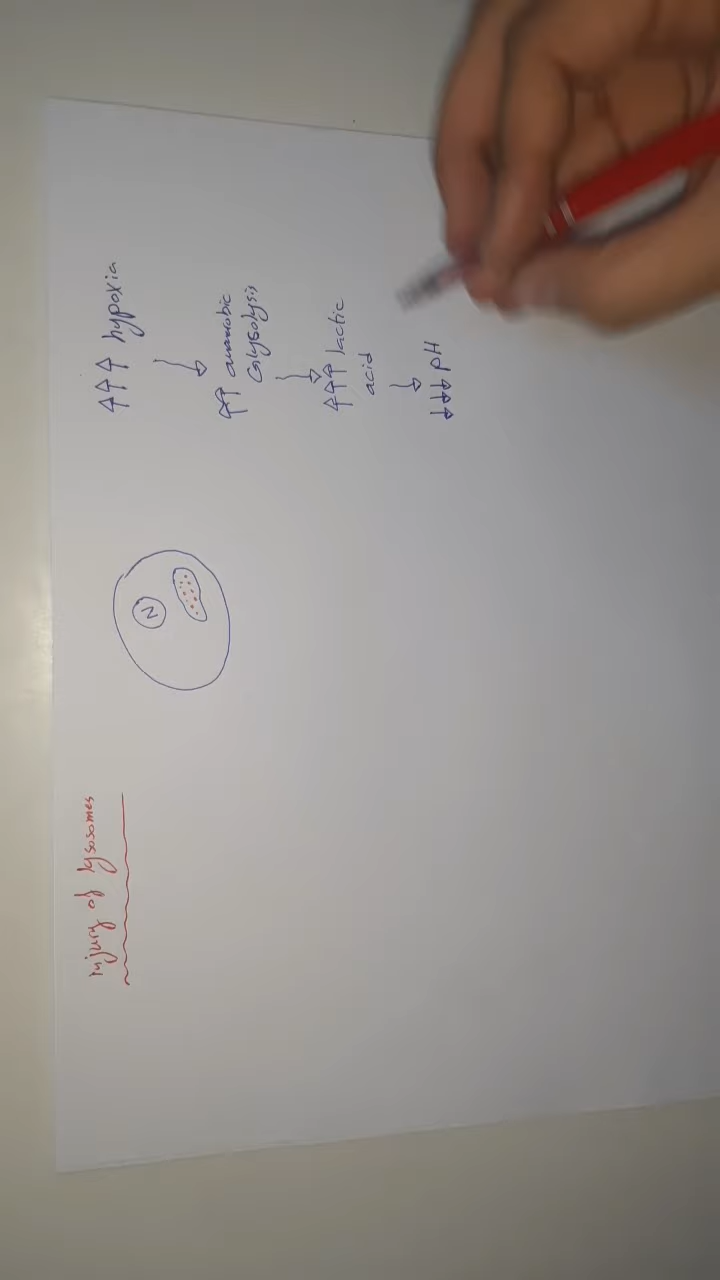 injury of lysosomes
N
↑↑↑ hypoxia
↑↑ anaerobic
Glycolysis
↑↑↑ lactic
acid
↓↓↓ pH